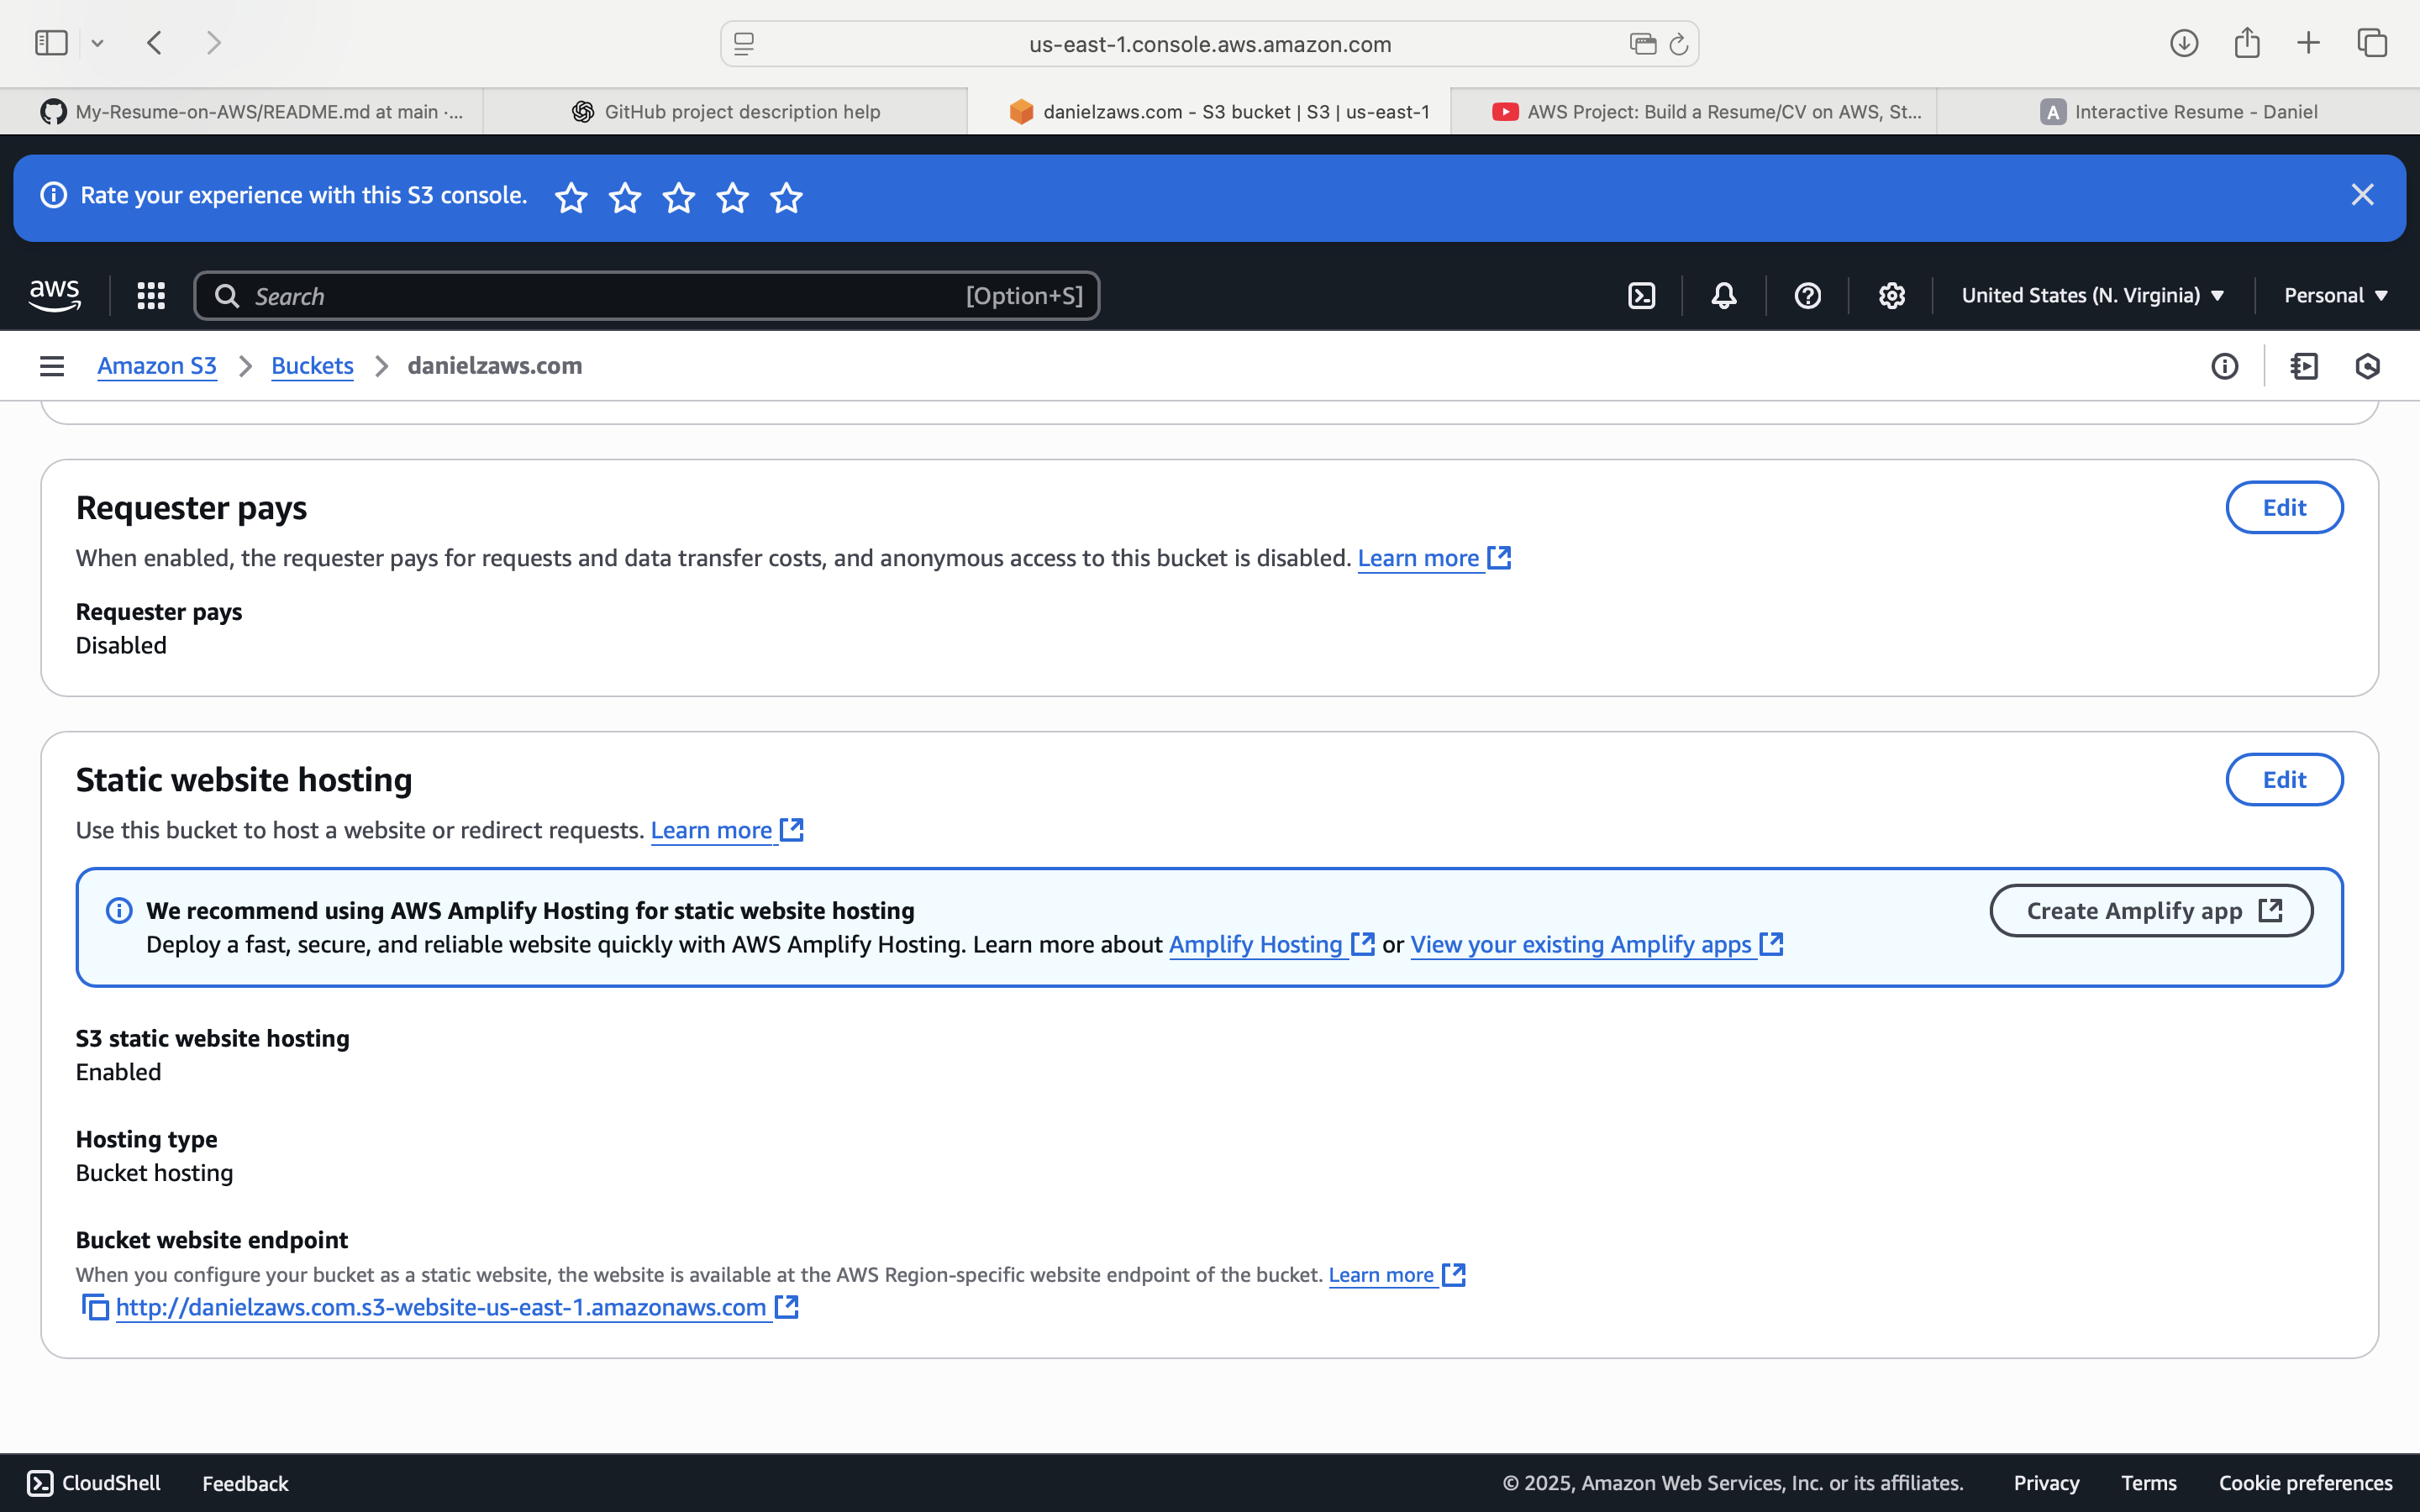 us-east-1.console.aws.amazon.com
My-Resume-on-AWS/README.md at main ·...
GitHub project description help
danielzaws.com - S3 bucket | S3 | us-east-1
AWS Project: Build a Resume/CV on AWS, St...
A Interactive Resume - Daniel
Rate your experience with this S3 console.
aws
Search
[Option+S]
United States (N. Virginia)
Personal
Amazon S3
Buckets
danielzaws.com
Requester pays
Edit
When enabled, the requester pays for requests and data transfer costs, and anonymous access to this bucket is disabled. Learn more
Requester pays
Disabled
Static website hosting
Edit
Use this bucket to host a website or redirect requests. Learn more
We recommend using AWS Amplify Hosting for static website hosting
Create Amplify app
Deploy a fast, secure, and reliable website quickly with AWS Amplify Hosting. Learn more about Amplify Hosting or View your existing Amplify apps
S3 static website hosting
Enabled
Hosting type
Bucket hosting
Bucket website endpoint
When you configure your bucket as a static website, the website is available at the AWS Region-specific website endpoint of the bucket. Learn more
http://danielzaws.com.s3-website-us-east-1.amazonaws.com
CloudShell
Feedback
© 2025, Amazon Web Services, Inc. or its affiliates.
Privacy
Terms
Cookie preferences